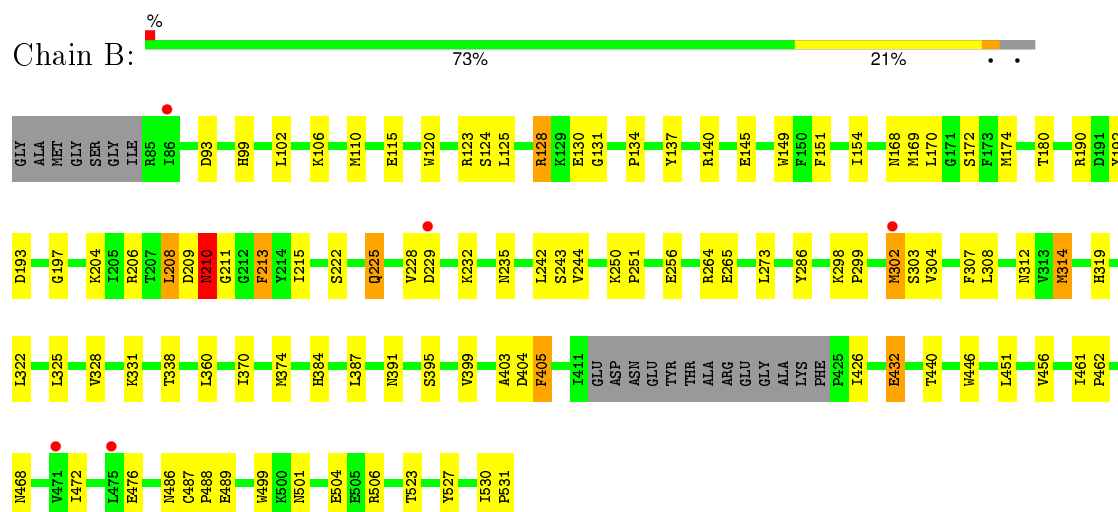 %
Chain B:
73% 21% • •
GLY ALA MET GLY SER GLY ILE R85 I86 D93 H99 L102 K106 M110 E115 W120 R123 S124 L125 R128 K129 E130 G131 P134 Y137 R140 E145 W149 F150 F151 I154 N168 M169 L170 G171 S172 F173 M174 T180 R190 D191 Y192
D193 G197 K204 I205 R206 T207 L208 D209 N210 G211 G212 F213 Y214 I215 S222 Q225 V228 D229 K232 N235 L242 S243 V244 K250 P251 E256 R264 E265 L273 Y286 K298 P299 M302 S303 V304 F307 L308 N312 V313 M314 H319
L322 L325 V328 K331 T338 L360 I370 M374 H384 L387 N391 S395 V399 A403 D404 F405 I411 GLU ASP ASN GLU TYR THR ALA ARG GLU GLY ALA LYS PHE P425 I426 E432 T440 W446 L451 V456 I461 P462
N468 V471 I472 L475 E476 N486 C487 P488 E489 W499 K500 N501 E504 E505 R506 T523 Y527 I530 P531